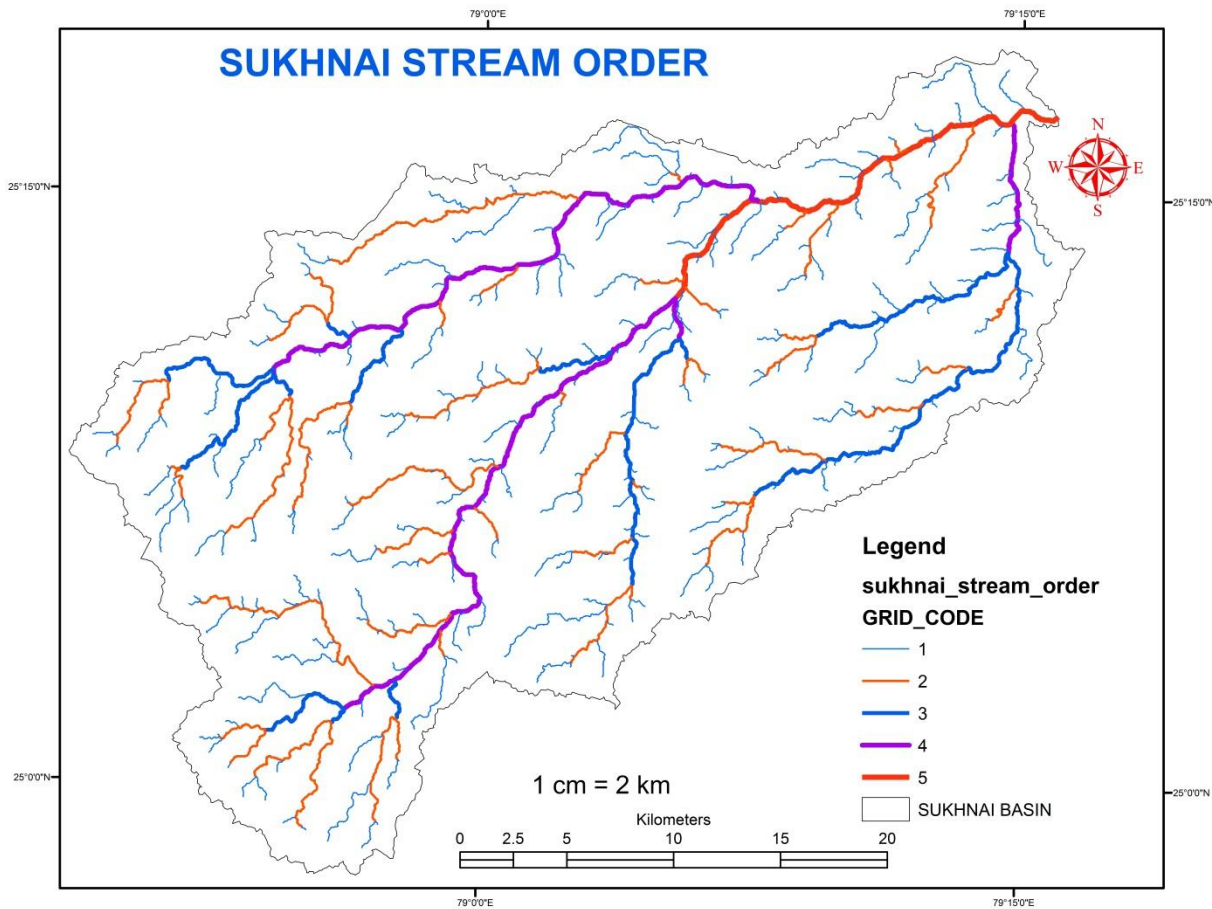 79°0'0"E
79°15'0"E
SUKHNAI STREAM ORDER
N
W E
S
25°15'0"N
25°15'0"N
Legend
sukhnai_stream_order
GRID_CODE
1
2
3
4
5
SUKHNAI BASIN
25°0'0"N
25°0'0"N
1 cm = 2 km
Kilometers
0 2.5 5 10 15 20
79°0'0"E
79°15'0"E